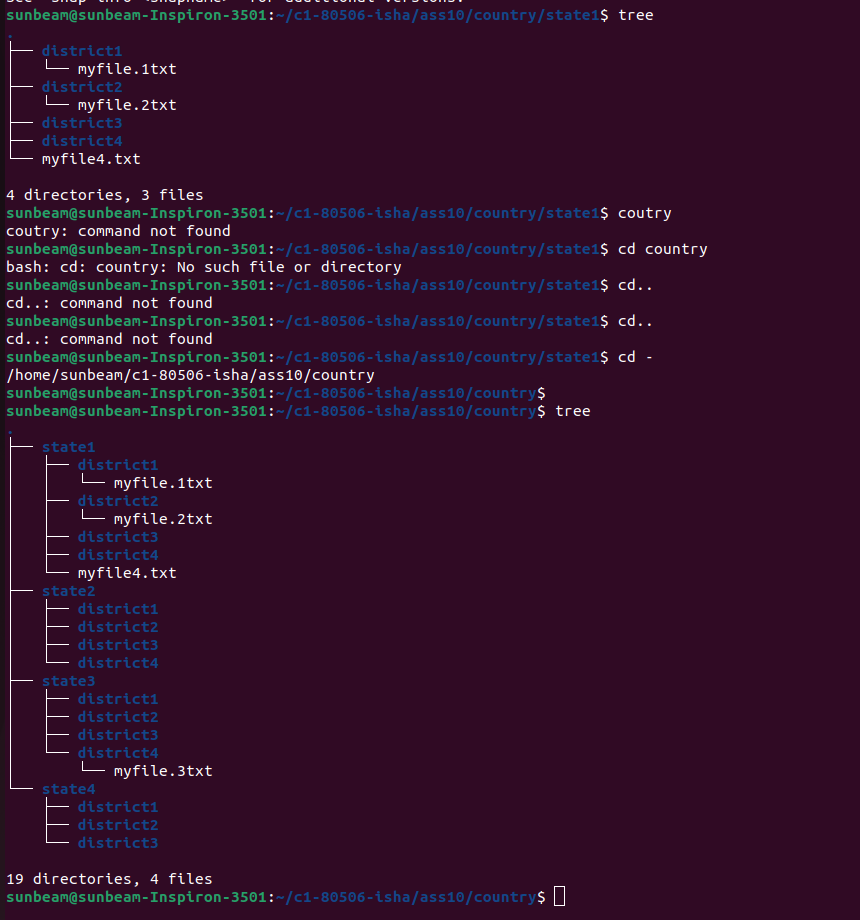 sunbeam@sunbeam-Inspiron-3501:~/c1-80506-isha/ass10/country/state1$ tree
.
├── district1
│   └── myfile.1txt
├── district2
│   └── myfile.2txt
├── district3
├── district4
└── myfile4.txt

4 directories, 3 files
sunbeam@sunbeam-Inspiron-3501:~/c1-80506-isha/ass10/country/state1$ coutry
coutry: command not found
sunbeam@sunbeam-Inspiron-3501:~/c1-80506-isha/ass10/country/state1$ cd country
bash: cd: country: No such file or directory
sunbeam@sunbeam-Inspiron-3501:~/c1-80506-isha/ass10/country/state1$ cd..
cd..: command not found
sunbeam@sunbeam-Inspiron-3501:~/c1-80506-isha/ass10/country/state1$ cd..
cd..: command not found
sunbeam@sunbeam-Inspiron-3501:~/c1-80506-isha/ass10/country/state1$ cd -
/home/sunbeam/c1-80506-isha/ass10/country
sunbeam@sunbeam-Inspiron-3501:~/c1-80506-isha/ass10/country$
sunbeam@sunbeam-Inspiron-3501:~/c1-80506-isha/ass10/country$ tree
.
├── state1
│   ├── district1
│   │   └── myfile.1txt
│   ├── district2
│   │   └── myfile.2txt
│   ├── district3
│   ├── district4
│   └── myfile4.txt
├── state2
│   ├── district1
│   ├── district2
│   ├── district3
│   └── district4
├── state3
│   ├── district1
│   ├── district2
│   ├── district3
│   └── district4
│       └── myfile.3txt
└── state4
    ├── district1
    ├── district2
    └── district3

19 directories, 4 files
sunbeam@sunbeam-Inspiron-3501:~/c1-80506-isha/ass10/country$